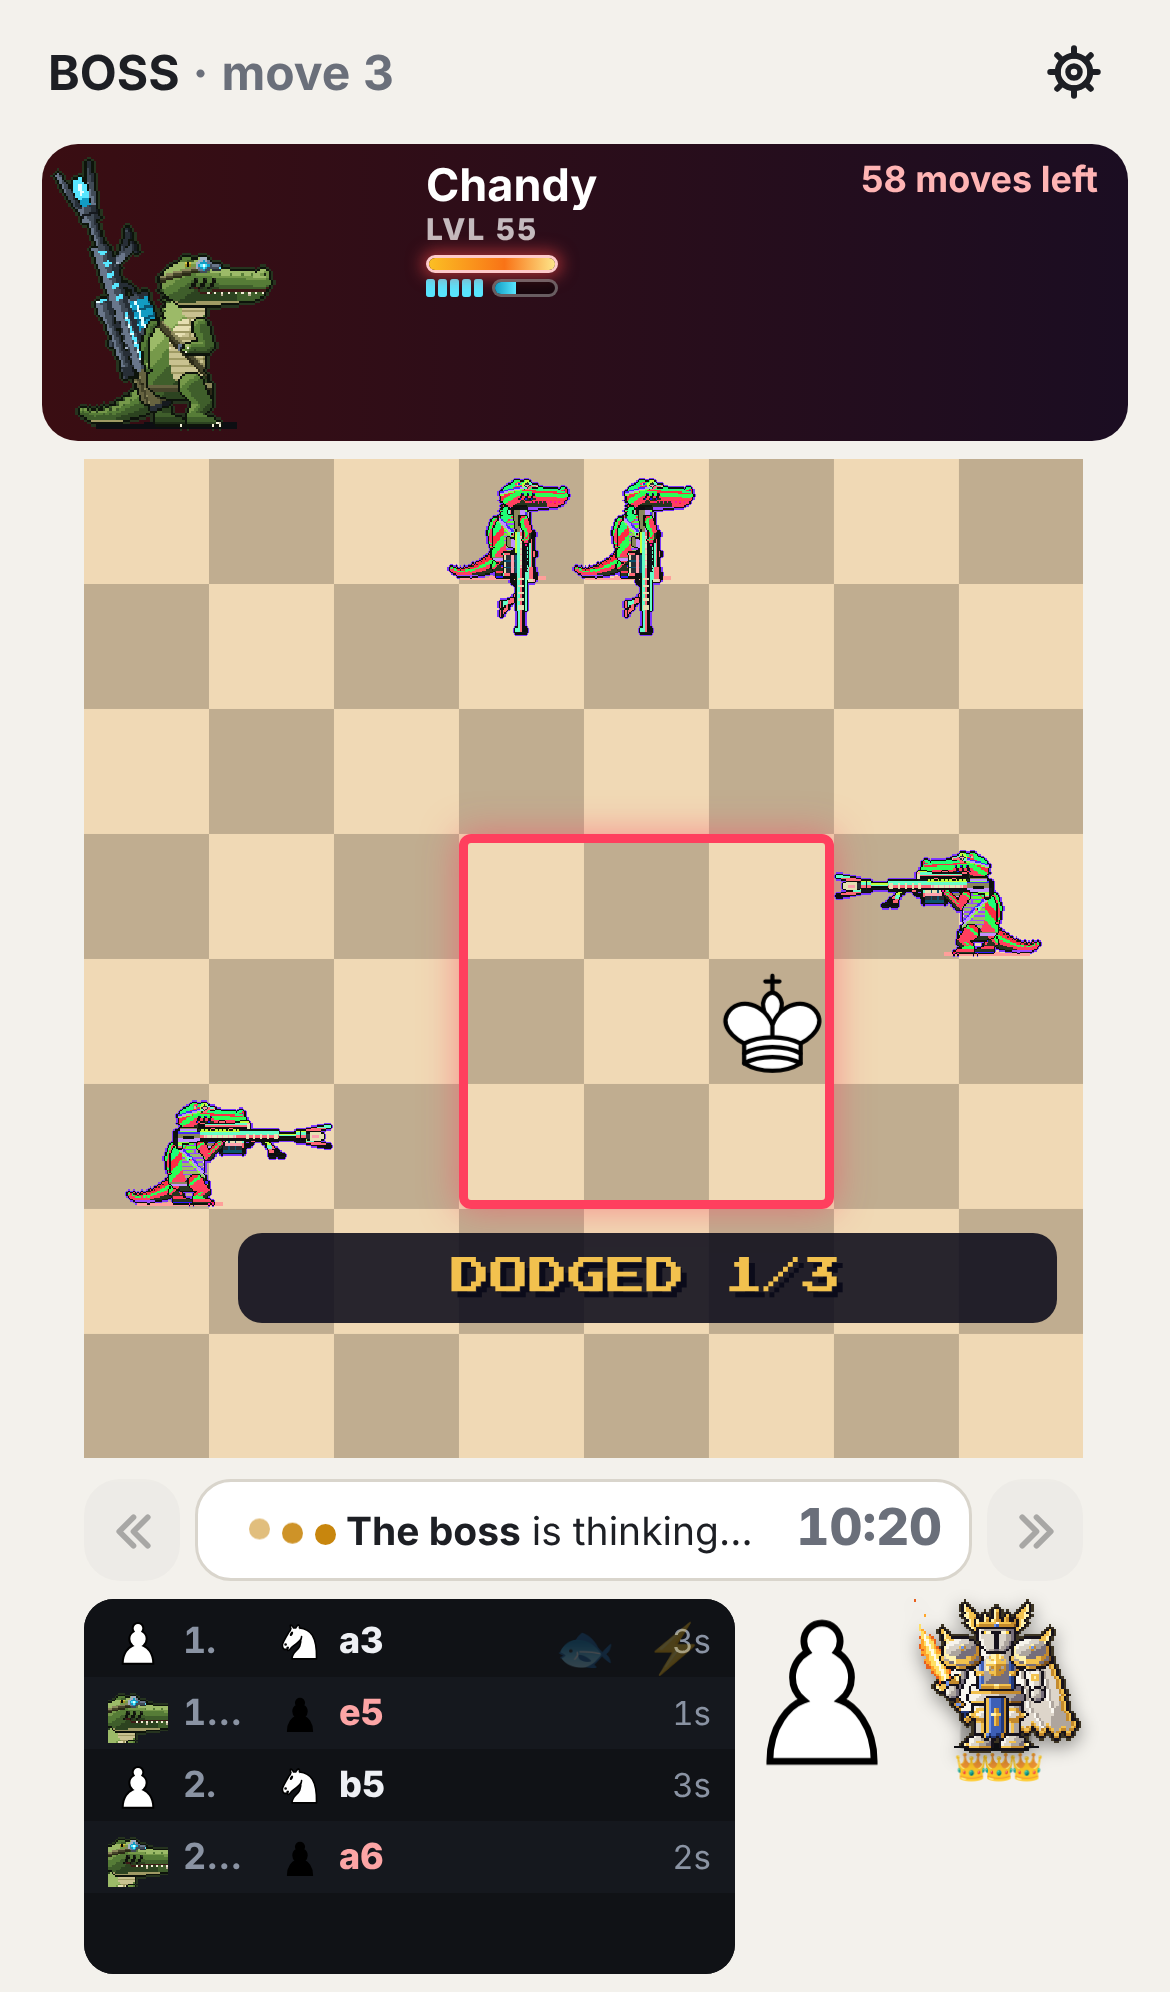 BOSS · move 3
Chandy
58 moves left
LVL 55
DODGED 1/3
The boss is thinking... 10:20
1. a3 3s
1... e5 1s
2. b5 3s
2... a6 2s